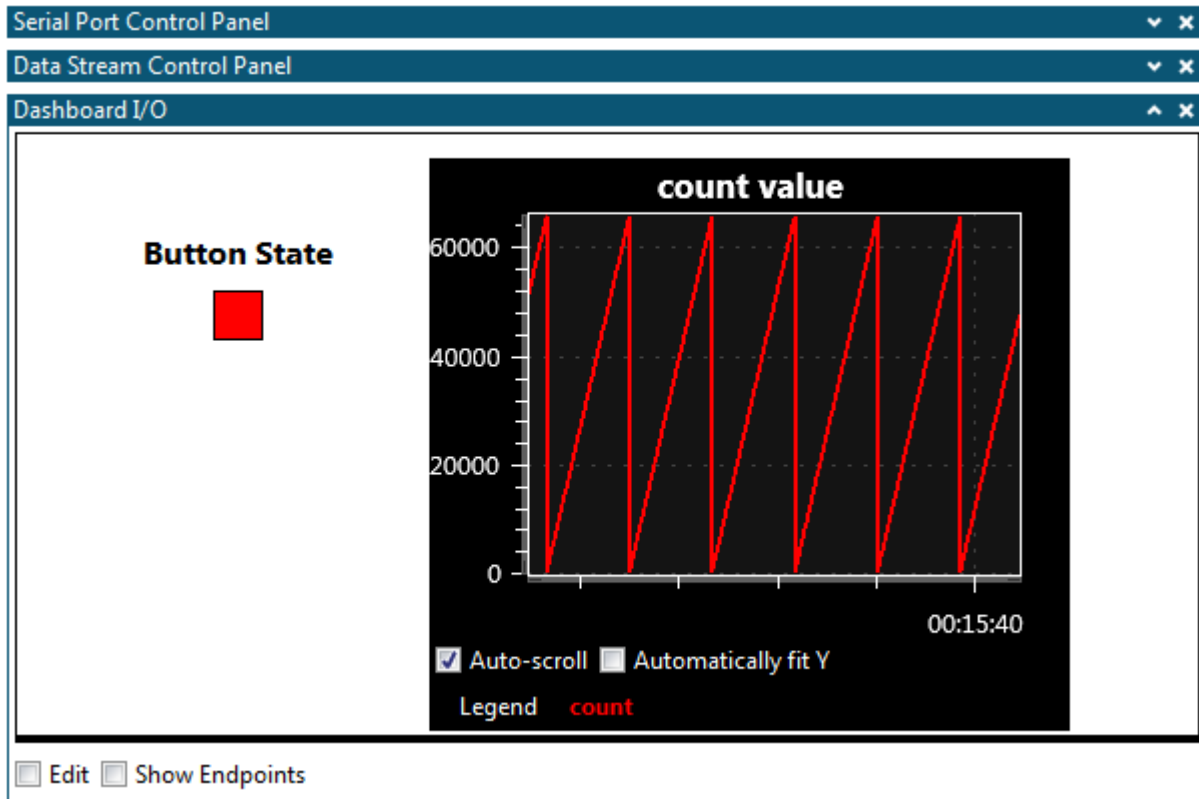 Serial Port Control Panel
Data Stream Control Panel
Dashboard I/O
count value
Button State
60000
40000
20000
0
00:15:40
Auto-scroll Automatically fit Y
Legend count
Edit Show Endpoints